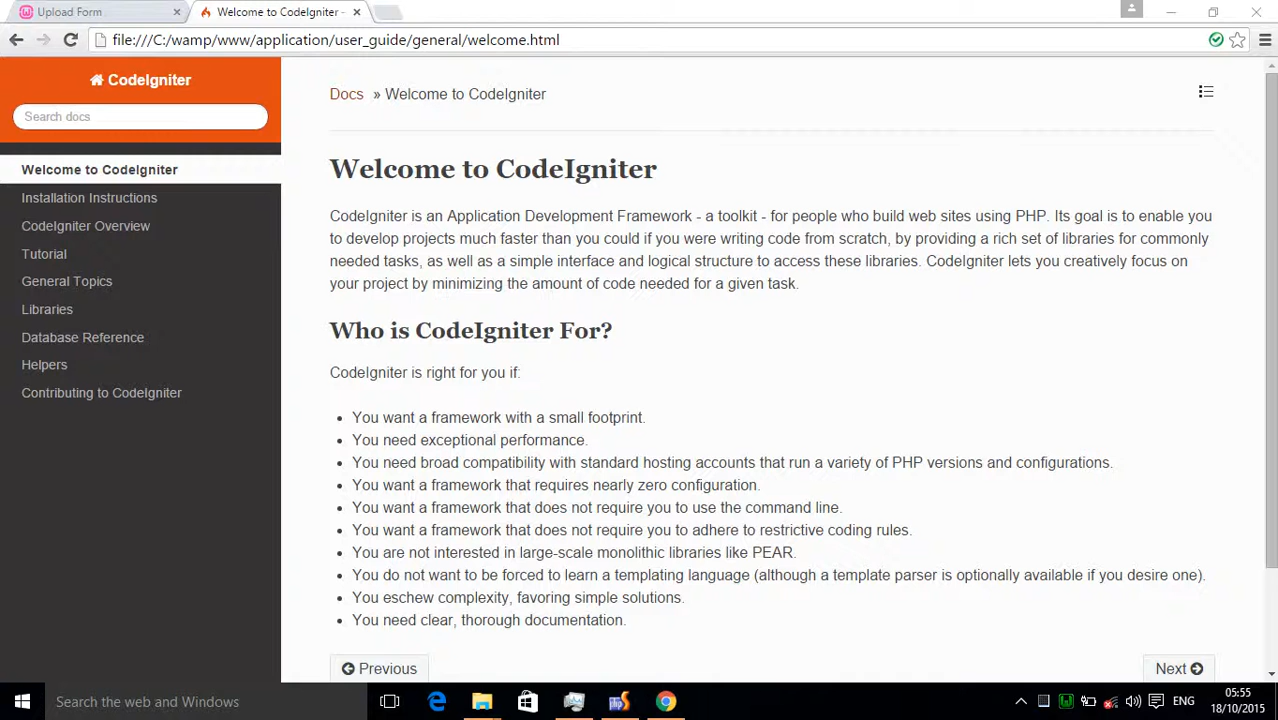 Upload Form
Welcome to CodeIgniter -
file:///C:/wamp/www/application/user_guide/general/welcome.html
CodeIgniter
Search docs
Welcome to CodeIgniter
Installation Instructions
CodeIgniter Overview
Tutorial
General Topics
Libraries
Database Reference
Helpers
Contributing to CodeIgniter
Docs » Welcome to CodeIgniter
Welcome to CodeIgniter
CodeIgniter is an Application Development Framework - a toolkit - for people who build web sites using PHP. Its goal is to enable you
to develop projects much faster than you could if you were writing code from scratch, by providing a rich set of libraries for commonly
needed tasks, as well as a simple interface and logical structure to access these libraries. CodeIgniter lets you creatively focus on
your project by minimizing the amount of code needed for a given task.
Who is CodeIgniter For?
CodeIgniter is right for you if:
• You want a framework with a small footprint.
• You need exceptional performance.
• You need broad compatibility with standard hosting accounts that run a variety of PHP versions and configurations.
• You want a framework that requires nearly zero configuration.
• You want a framework that does not require you to use the command line.
• You want a framework that does not require you to adhere to restrictive coding rules.
• You are not interested in large-scale monolithic libraries like PEAR.
• You do not want to be forced to learn a templating language (although a template parser is optionally available if you desire one).
• You eschew complexity, favoring simple solutions.
• You need clear, thorough documentation.
Previous
Next
Search the web and Windows
ENG
05:55
18/10/2015